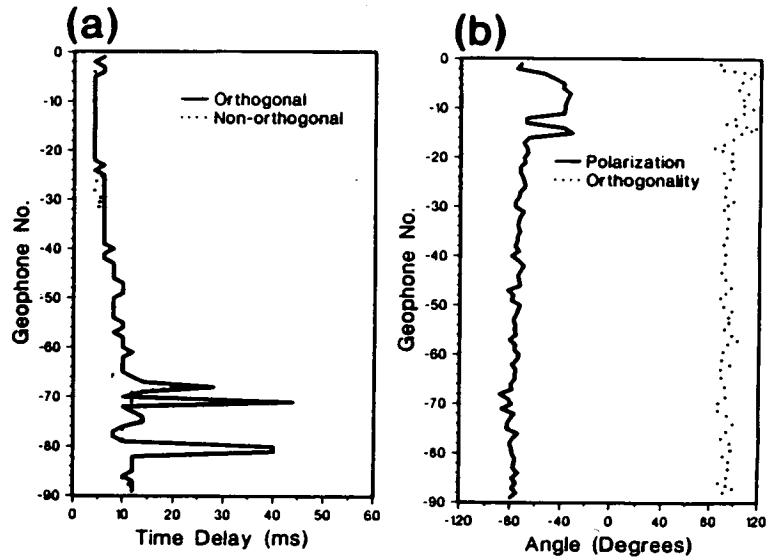 (a)
0
-10
-20
-30
-40
-50
-60
-70
-80
-90
Geophone No.
Orthogonal
Non-orthogonal
0 10 20 30 40 50 60
Time Delay (ms)
(b)
0
-10
-20
-30
-40
-50
-60
-70
-80
-90
Geophone No.
Polarization
Orthogonality
-120 -80 -40 0 40 80 120
Angle (Degrees)